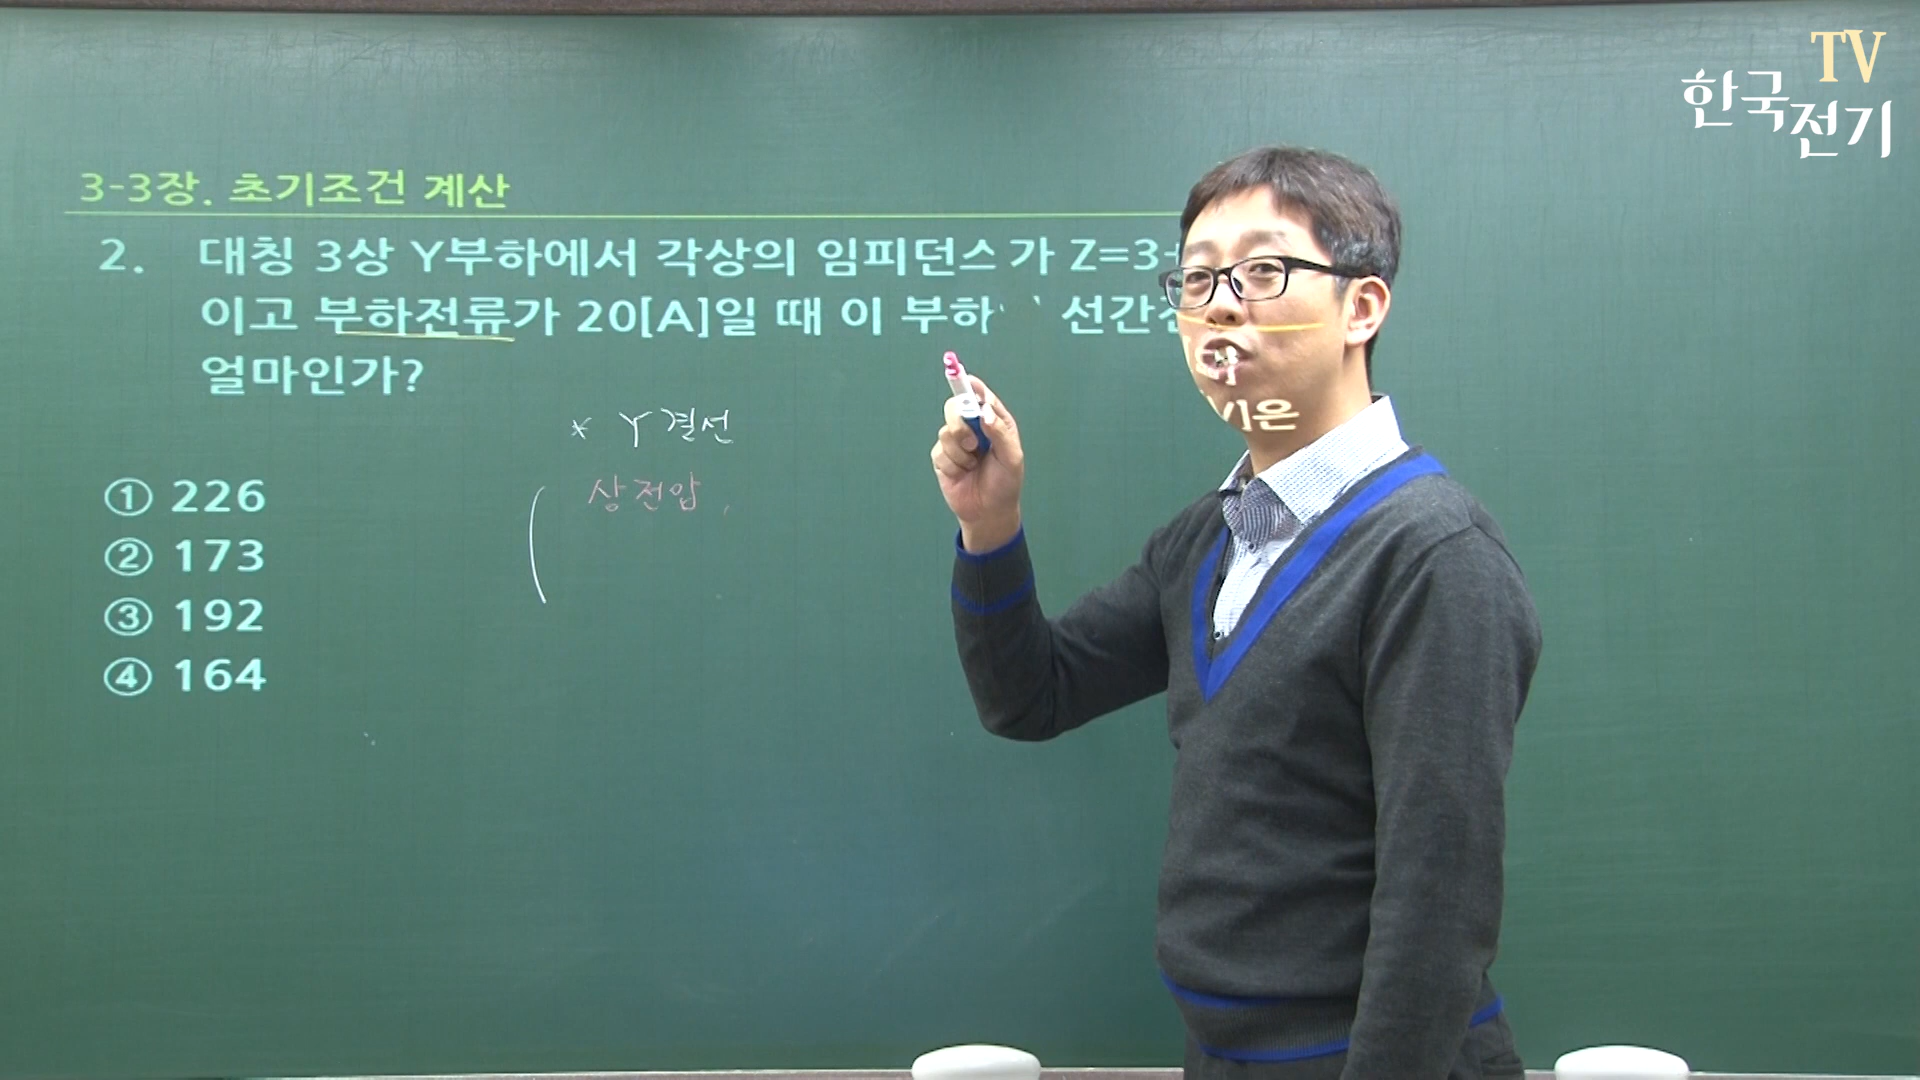 TV
한국전기
3-3장. 초기조건 계산
2. 대칭 3상 Y부하에서 각상의 임피던스가 Z=3+
이고 부하전류가 20[A]일 때 이 부하 선간
얼마인가?
* Y결선
상전압,
① 226
② 173
③ 192
④ 164